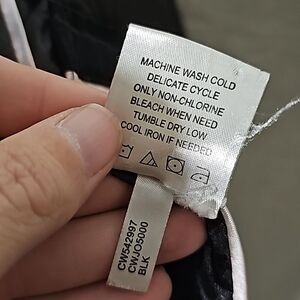 MACHINE WASH COLD
DELICATE CYCLE
ONLY NON-CHLORINE
BLEACH WHEN NEED
TUMBLE DRY LOW
COOL IRON IF NEEDED
CW542997
CWJO5000
BLK